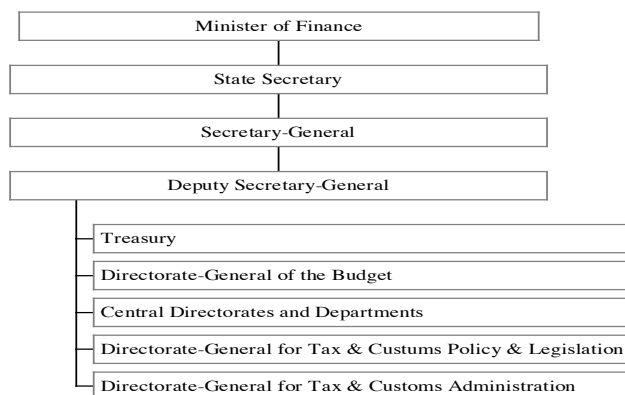 Minister of Finance
State Secretary
Secretary-General
Deputy Secretary-General
Treasury
Directorate-General of the Budget
Central Directorates and Departments
Directorate-General for Tax & Custums Policy & Legislation
Directorate-General for Tax & Customs Administration